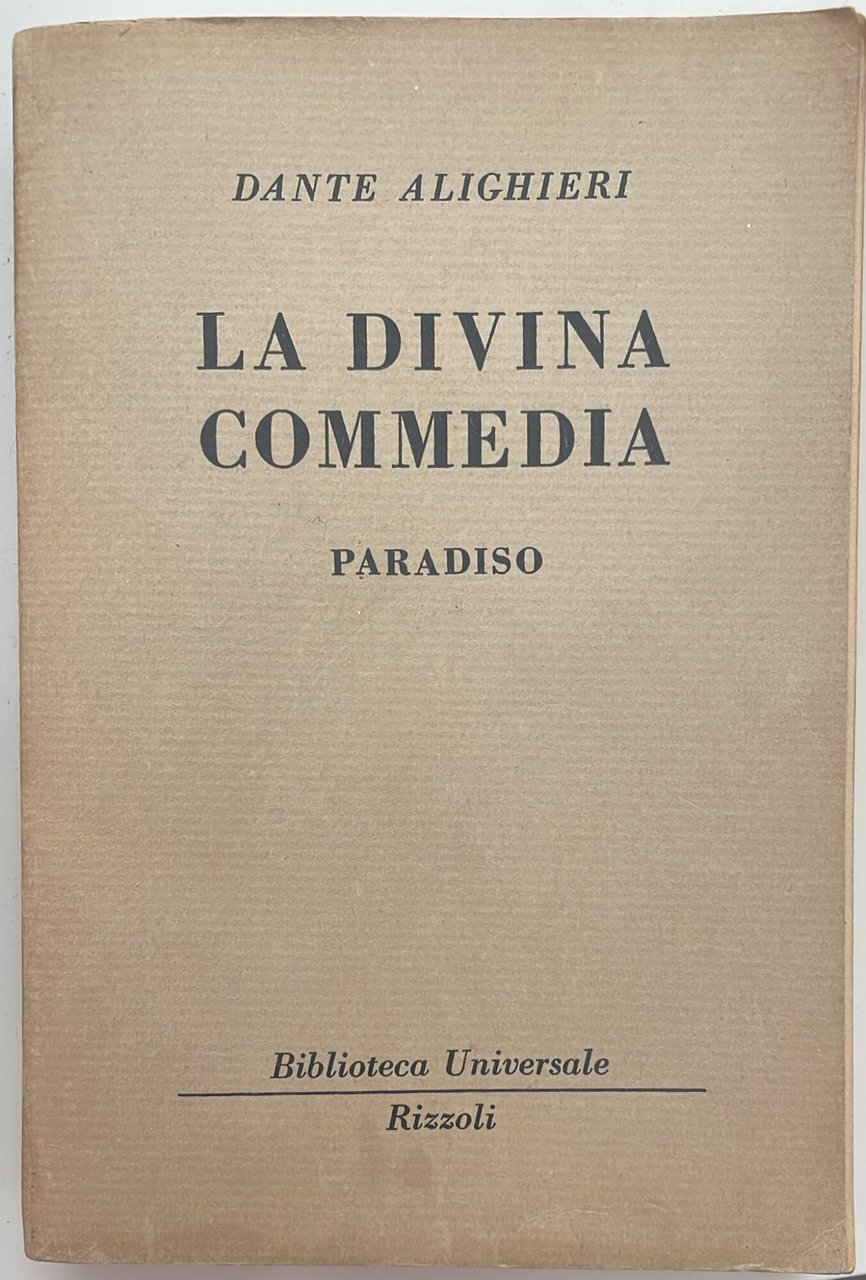 DANTE ALIGHIERI
LA DIVINA
COMMEDIA
PARADISO
Biblioteca Universale
Rizzoli